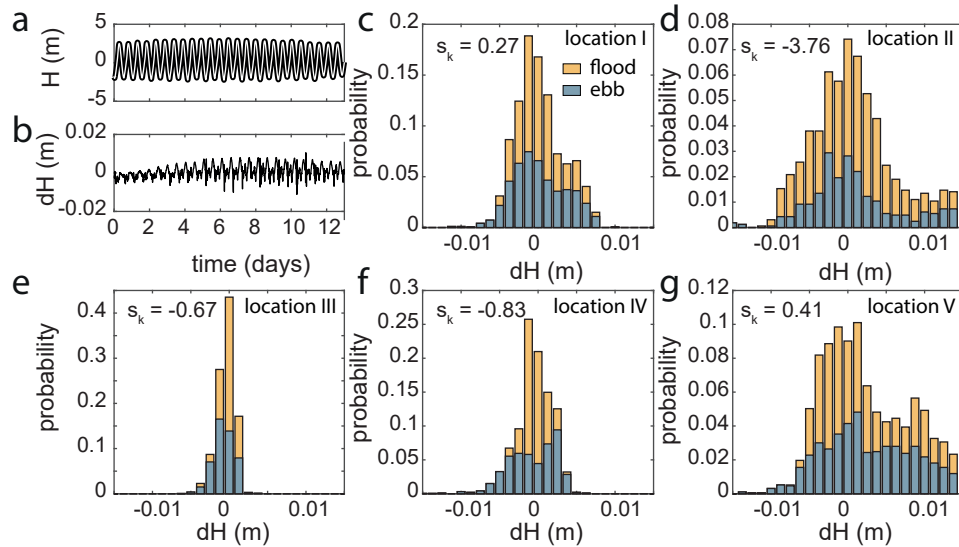 a
H (m)
5
0
-5
b
dH (m)
0.02
0
-0.02
0 2 4 6 8 10 12
time (days)
c
s_k 0.27
location I
flood
ebb
probability
0.2
0.15
0.1
0.05
0
-0.01 0 0.01
dH (m)
d
s_k = -3.76
location II
probability
0.08
0.07
0.06
0.05
0.04
0.03
0.02
0.01
0
-0.01 0 0.01
dH (m)
e
s_k = -0.67
location III
probability
0.4
0.3
0.2
0.1
0
-0.01 0 0.01
dH (m)
f
s_k = -0.83
location IV
probability
0.3
0.25
0.2
0.15
0.1
0.05
0
-0.01 0 0.01
dH (m)
g
s_k = 0.41
location V
probability
0.12
0.1
0.08
0.06
0.04
0.02
0
-0.01 0 0.01
dH (m)